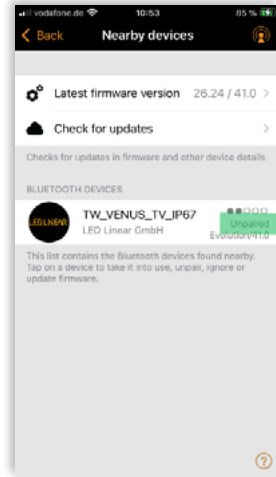 vodafone.de 10:53 85 %
Back Nearby devices
Latest firmware version 26.24 / 41.0
Check for updates
Checks for updates in firmware and other device details.
BLUETOOTH DEVICES
LED LINEAR
TW_VENUS_TV_IP67
Unpaired
LED Linear GmbH
Evolution/41.0
This list contains the Bluetooth devices found nearby.
Tap on a device to take it into use, unpair, ignore or
update firmware.
?